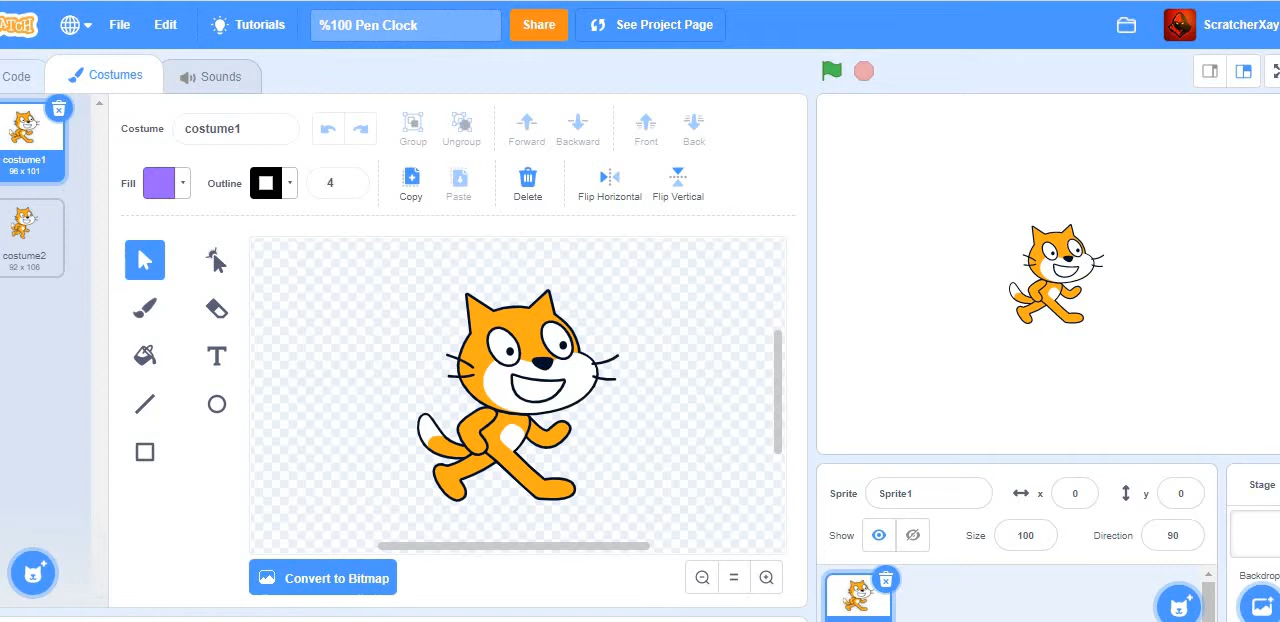 ATCH File Edit Tutorials %100 Pen Clock Share See Project Page ScratcherXay
Code Costumes Sounds
costume1
96 x 101
costume2
92 x 106
Costume costume1 Group Ungroup Forward Backward Front Back
Fill Outline 4 Copy Paste Delete Flip Horizontal Flip Vertical
T
Convert to Bitmap
Sprite Sprite1 x 0 y 0
Show Size 100 Direction 90
Stage
Backdrop